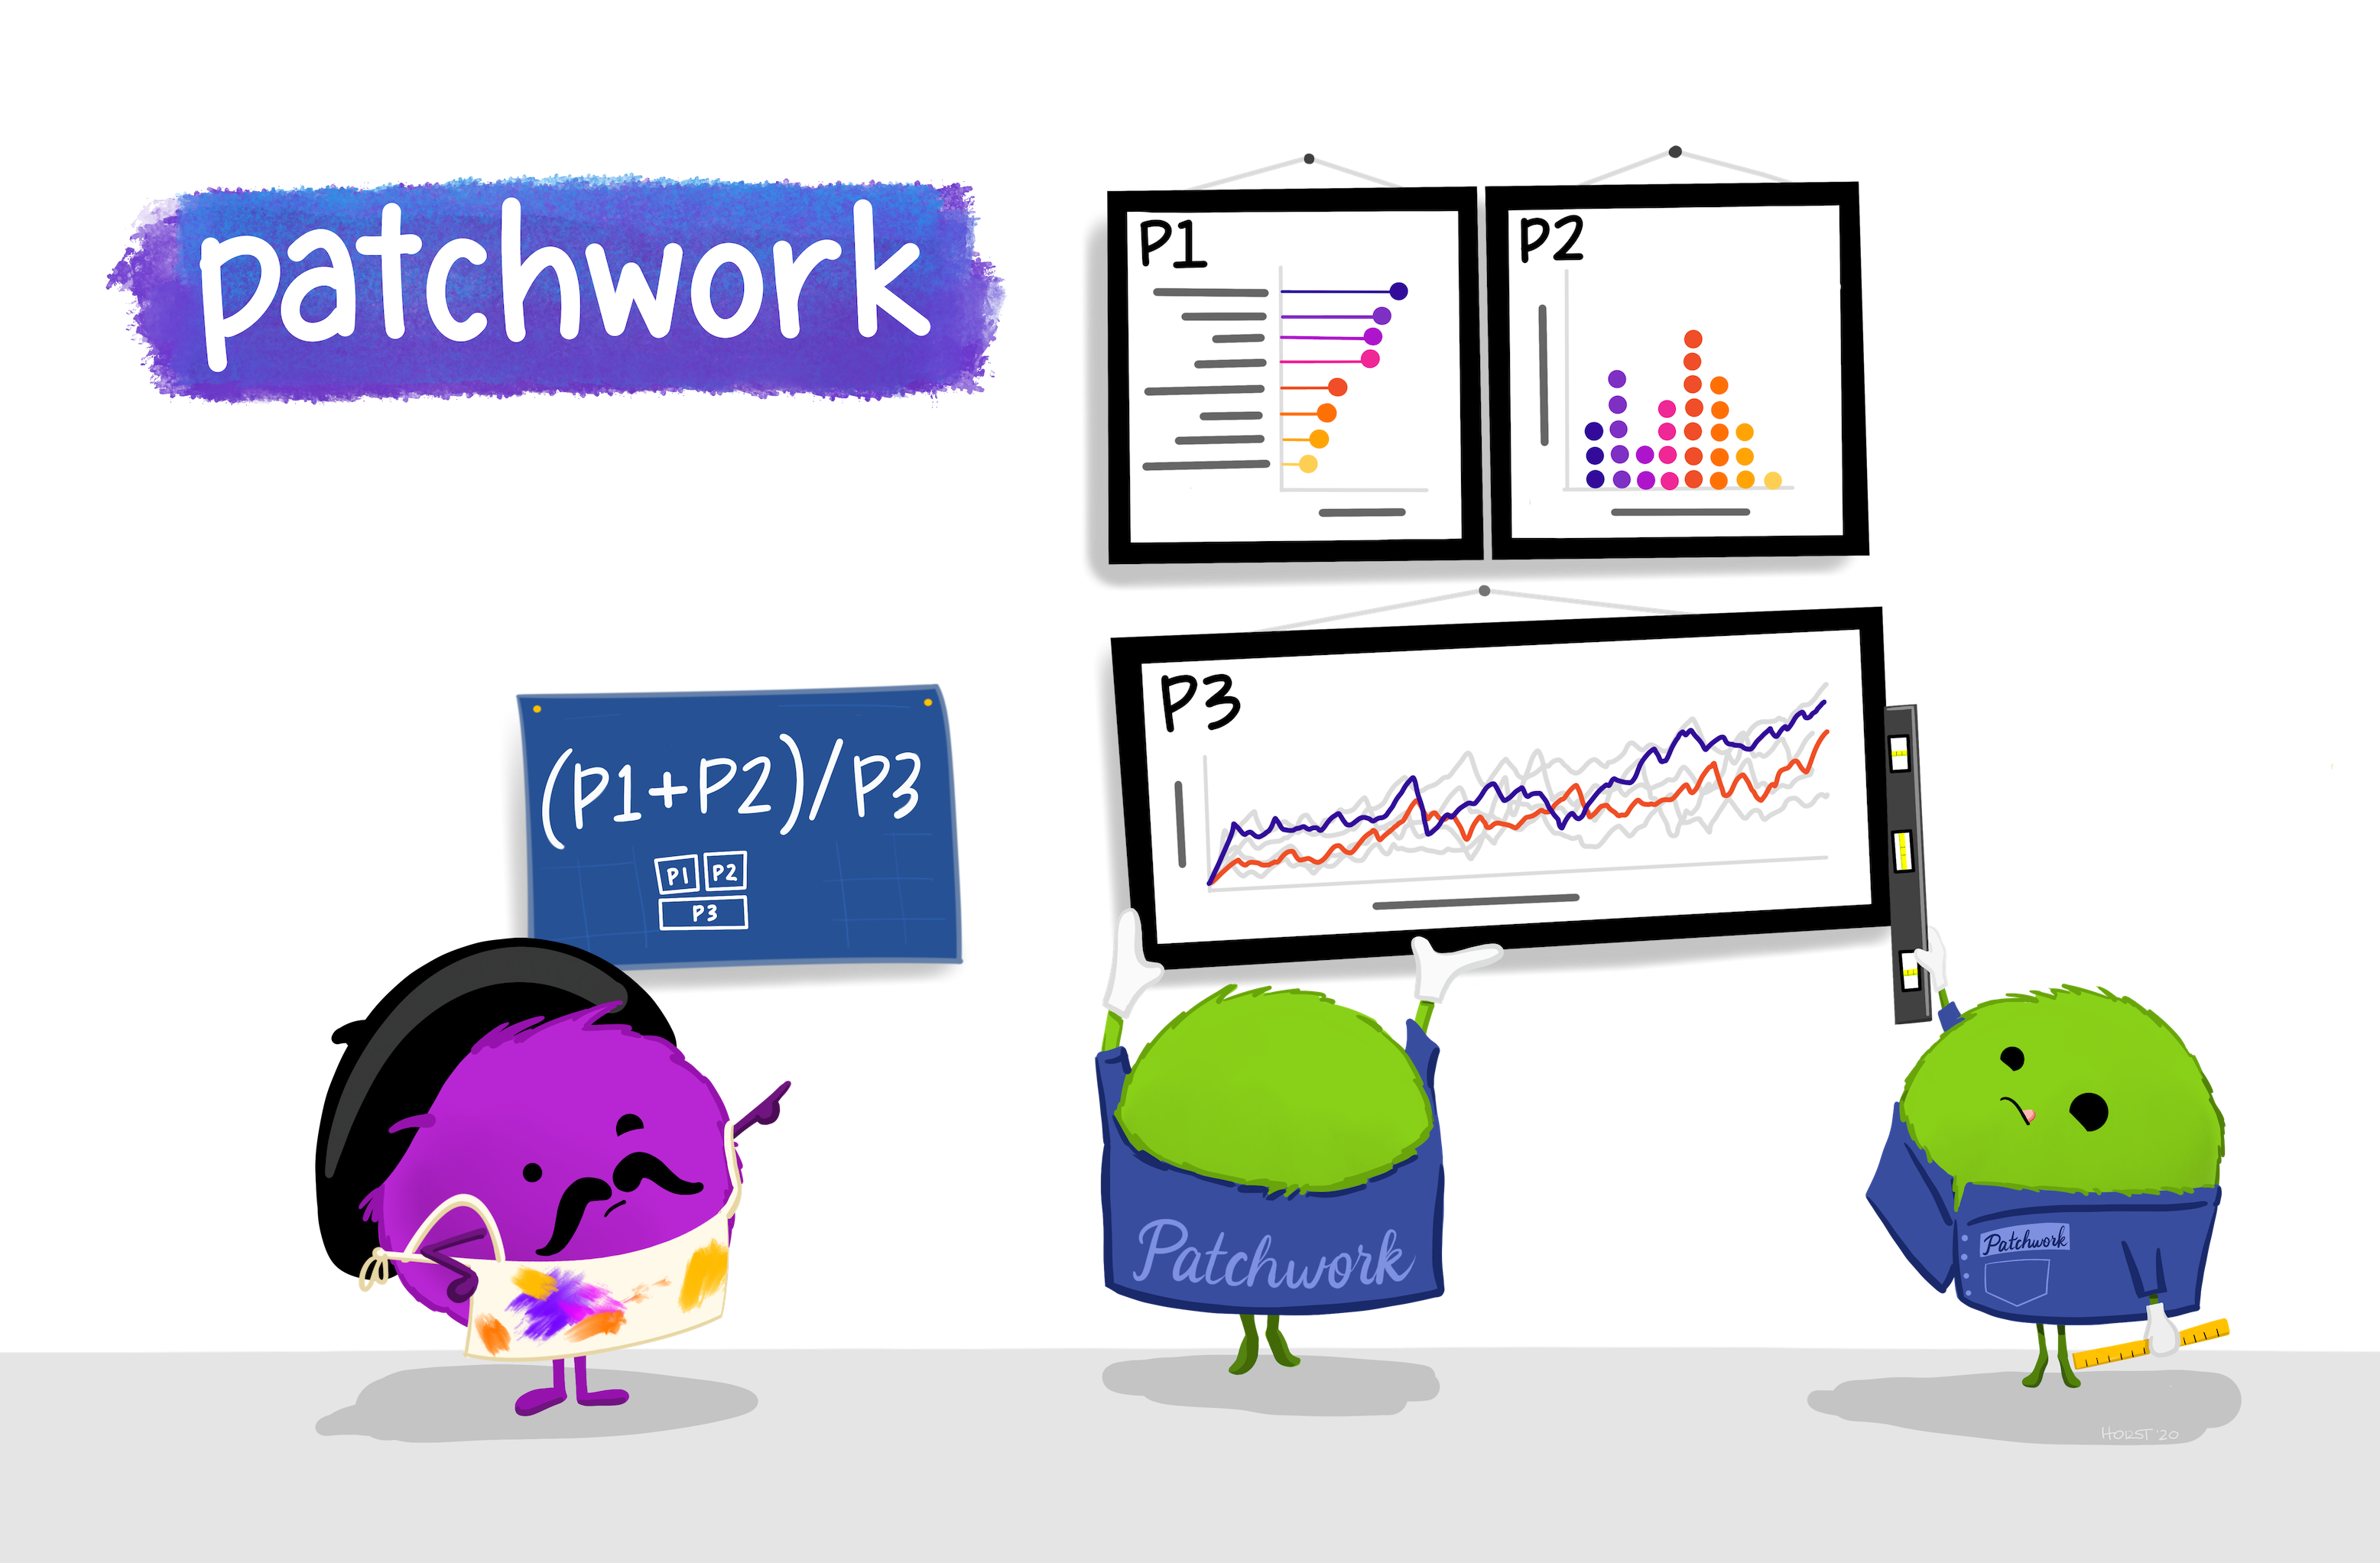 patchwork
P1
P2
(P1+P2)/P3
P1 P2
P3
P3
Patchwork
Patchwork
HORST '20